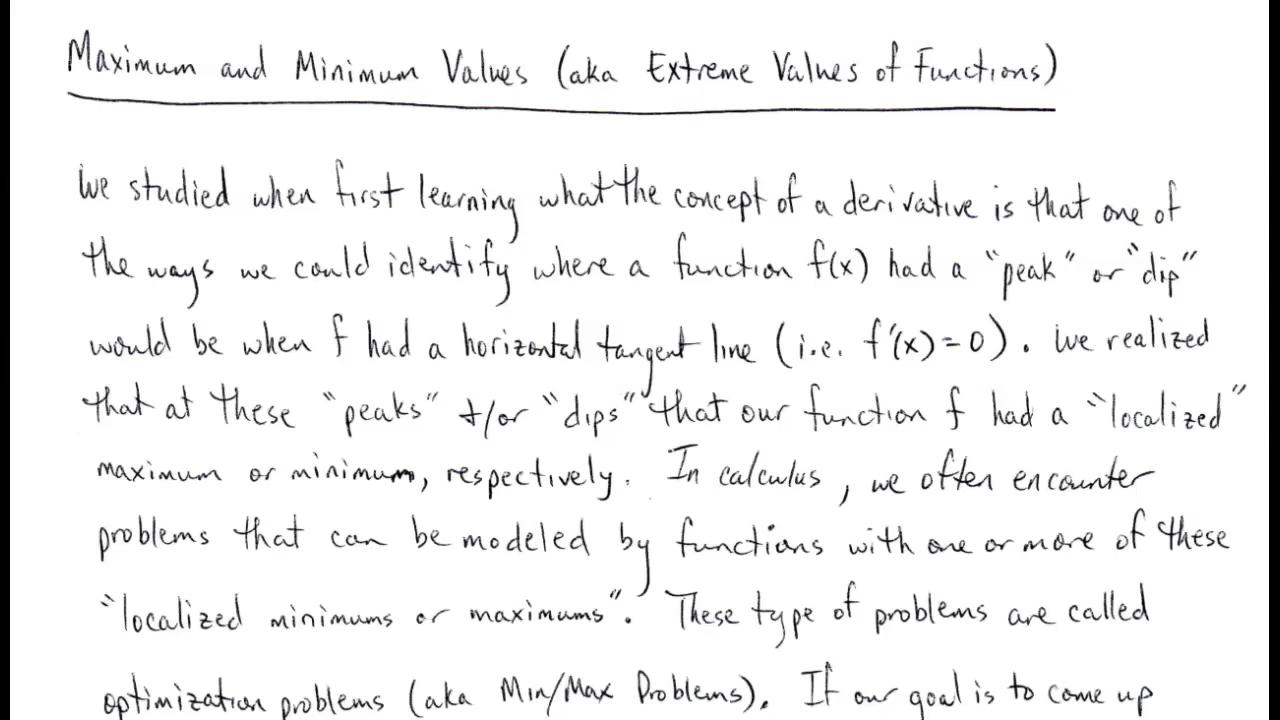 Maximum and Minimum Values (aka Extreme Values of Functions)
We studied when first learning what the concept of a derivative is that one of
the ways we could identify where a function f(x) had a "peak" or "dip"
would be when f had a horizontal tangent line (i.e. f'(x)=0). We realized
that at these "peaks" +/or "dips" that our function f had a "localized"
maximum or minimum, respectively. In calculus, we often encounter
problems that can be modeled by functions with one or more of these
"localized minimums or maximums". These type of problems are called
optimization problems (aka Min/Max Problems). If our goal is to come up